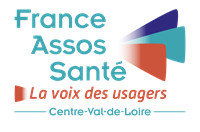 France
Assos
Santé
La voix des usagers
Centre-Val-de-Loire